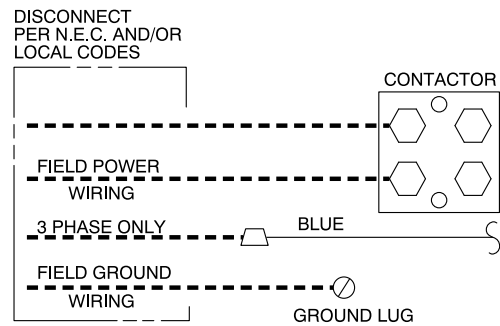 DISCONNECT
PER N.E.C. AND/OR
LOCAL CODES
CONTACTOR
FIELD POWER
WIRING
3 PHASE ONLY
BLUE
FIELD GROUND
WIRING
GROUND LUG